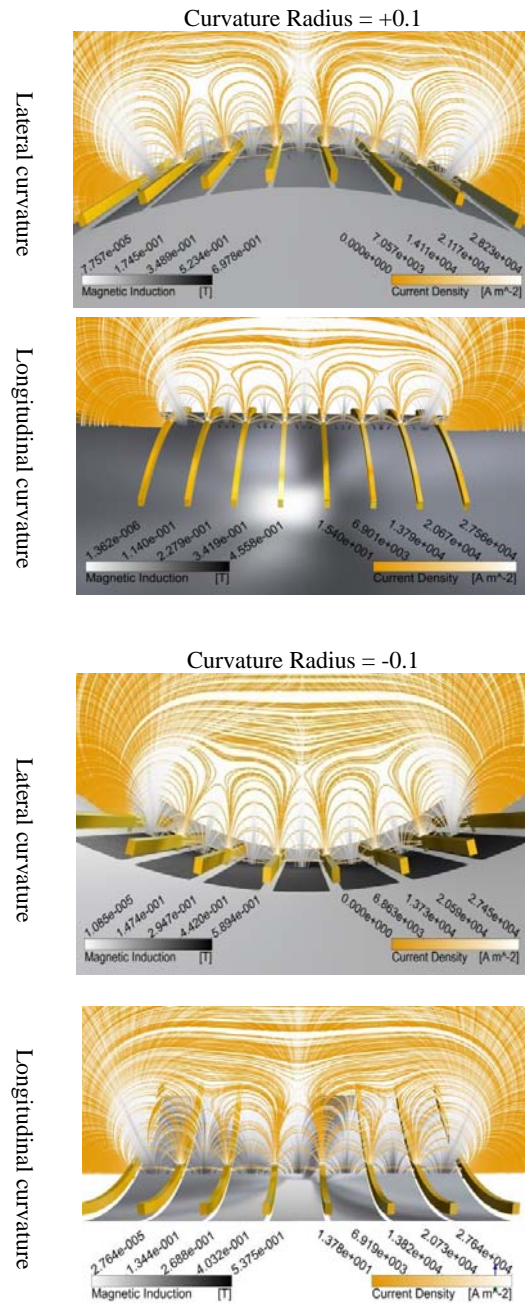 Curvature Radius = +0.1
Lateral curvature
7.757e-005
1.745e-001
3.489e-001
5.234e-001
6.978e-001
Magnetic Induction [T]
0.000e+000
7.057e+003
1.411e+004
2.117e+004
2.823e+004
Current Density [A m^-2]
Longitudinal curvature
1.362e-006
1.140e-001
2.279e-001
3.419e-001
4.558e-001
Magnetic Induction [T]
1.540e+001
6.901e+003
1.379e+004
2.067e+004
2.756e+004
Current Density [A m^-2]
Curvature Radius = -0.1
Lateral curvature
1.085e-005
1.474e-001
2.947e-001
4.420e-001
5.894e-001
Magnetic Induction [T]
0.000e+000
6.863e+003
1.373e+004
2.059e+004
2.745e+004
Current Density [A m^-2]
Longitudinal curvature
2.764e-005
1.344e-001
2.688e-001
4.032e-001
5.375e-001
Magnetic Induction [T]
1.378e+001
6.919e+003
1.382e+004
2.073e+004
2.764e+004
Current Density [A m^-2]